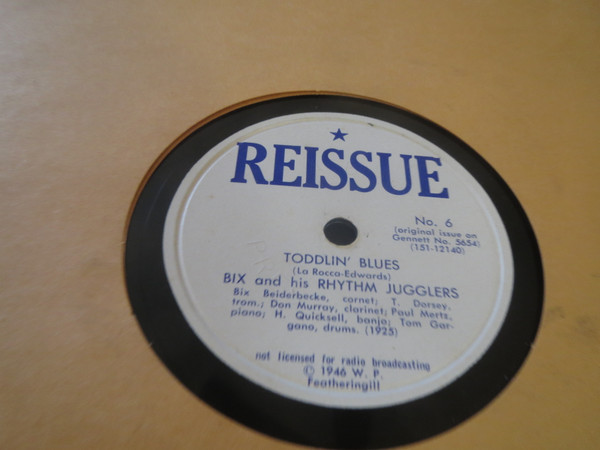 REISSUE
No. 6
(original issue on
Gennett No. 5654)
(151-12140)
TODDLIN' BLUES
(La Rocca-Edwards)
BIX and his RHYTHM JUGGLERS
Bix Beiderbecke, cornet; T. Dorsey,
trom.; Don Murray, clarinet; Paul Mertz,
piano; H. Quicksell, banjo; Tom Gar-
gano, drums. (1925)
not licensed for radio broadcasting
© 1946 W. P.
Featheringill